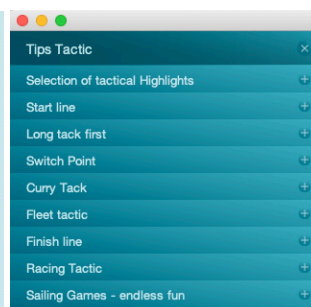 Tips Tactic
Selection of tactical Highlights
Start line
Long tack first
Switch Point
Curry Tack
Fleet tactic
Finish line
Racing Tactic
Sailing Games - endless fun